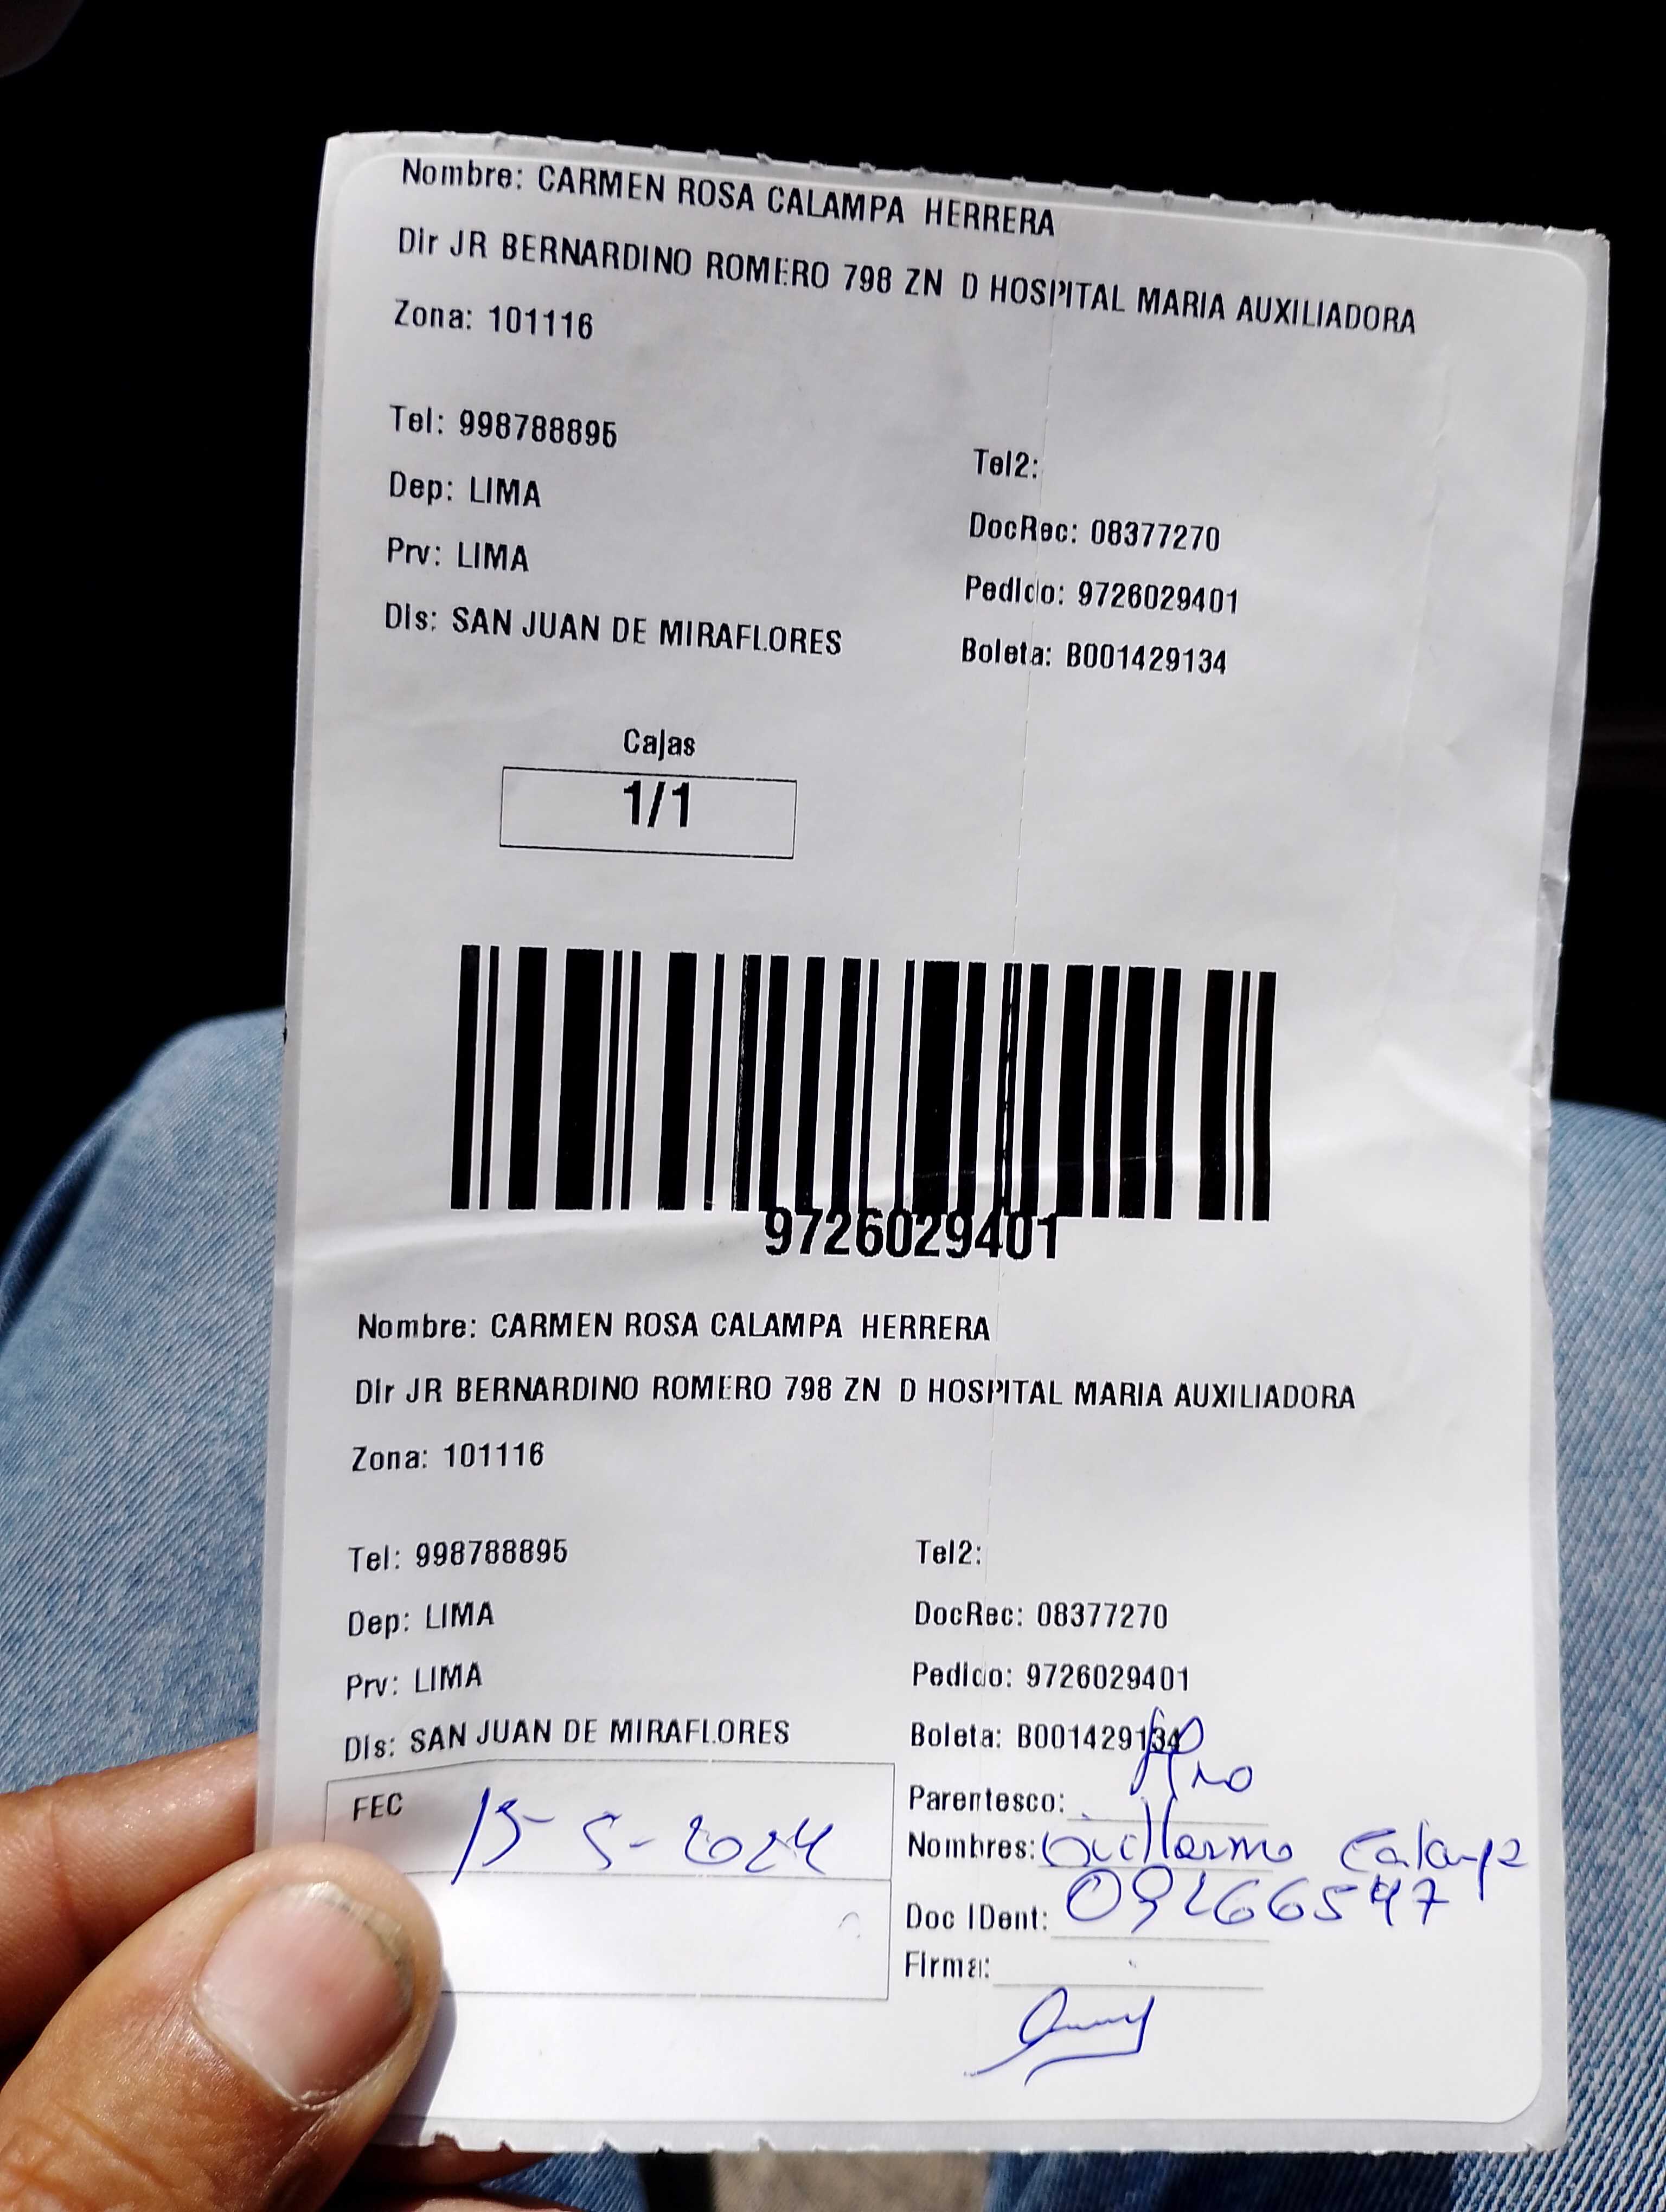 Nombre: CARMEN ROSA CALAMPA HERRERA
Dir JR BERNARDINO ROMERO 798 ZN D HOSPITAL MARIA AUXILIADORA
Zona: 101116
Tel: 998788895
Tel2:
Dep: LIMA
DocRec: 08377270
Prv: LIMA
Pedido: 9726029401
Dis: SAN JUAN DE MIRAFLORES
Boleta: B001429134
Cajas
1/1
9726029401
Nombre: CARMEN ROSA CALAMPA HERRERA
Dir JR BERNARDINO ROMERO 798 ZN D HOSPITAL MARIA AUXILIADORA
Zona: 101116
Tel: 998788895
Tel2:
Dep: LIMA
DocRec: 08377270
Prv: LIMA
Pedido: 9726029401
Dis: SAN JUAN DE MIRAFLORES
Boleta: B001429134
FEC 15-5-2024
Parentesco:
Nombres: Guillermo Calampa
Doc IDent: 09266547
Firma: